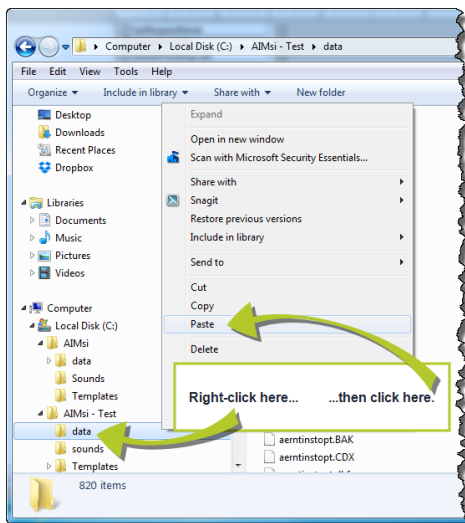 Computer ▸ Local Disk (C:) ▸ AIMsi - Test ▸ data
File Edit View Tools Help
Organize Include in library Share with New folder
Desktop
Downloads
Recent Places
Dropbox
Libraries
Documents
Music
Pictures
Videos
Computer
Local Disk (C:)
AIMsi
data
Sounds
Templates
AIMsi - Test
data
sounds
Templates
Expand
Open in new window
Scan with Microsoft Security Essentials...
Share with
Snagit
Restore previous versions
Include in library
Send to
Cut
Copy
Paste
Delete
Right-click here... ...then click here.
aerntinstopt.BAK
aerntinstopt.CDX
820 items